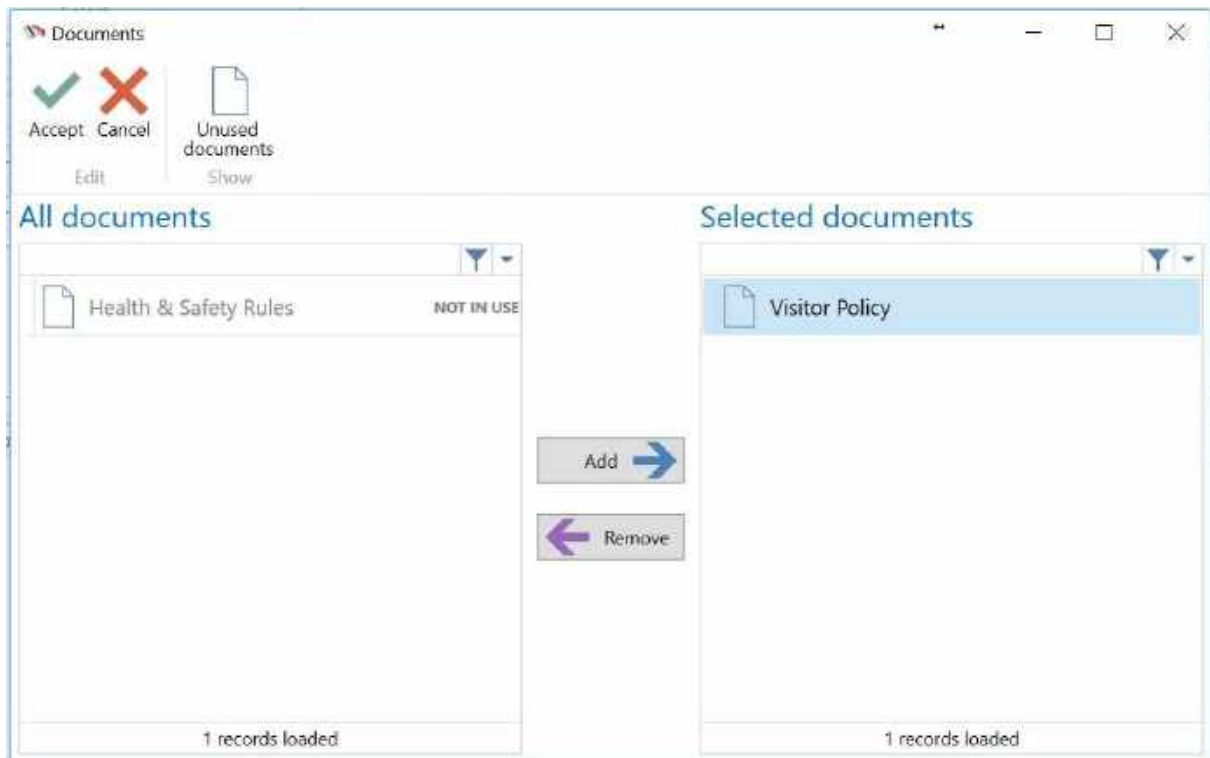 Documents
Accept Cancel
Unused
documents
Edit
Show
All documents
Selected documents
Health & Safety Rules
NOT IN USE
Visitor Policy
Add
Remove
1 records loaded
1 records loaded